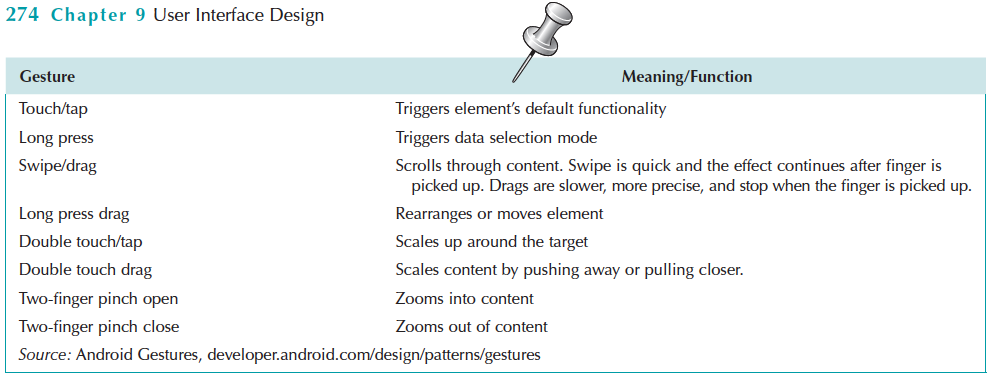 274 Chapter 9 User Interface Design
Gesture Meaning/Function
Touch/tap Triggers element's default functionality
Long press Triggers data selection mode
Swipe/drag Scrolls through content. Swipe is quick and the effect continues after finger is
picked up. Drags are slower, more precise, and stop when the finger is picked up.
Long press drag Rearranges or moves element
Double touch/tap Scales up around the target
Double touch drag Scales content by pushing away or pulling closer.
Two-finger pinch open Zooms into content
Two-finger pinch close Zooms out of content
Source: Android Gestures, developer.android.com/design/patterns/gestures